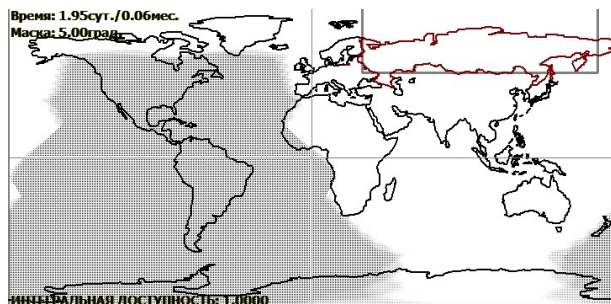 Время: 1.95сут./0.06мес.
Маска: 5.00град.
ИНТЕГРАЛЬНАЯ ДОСТУПНОСТЬ: 1.0000